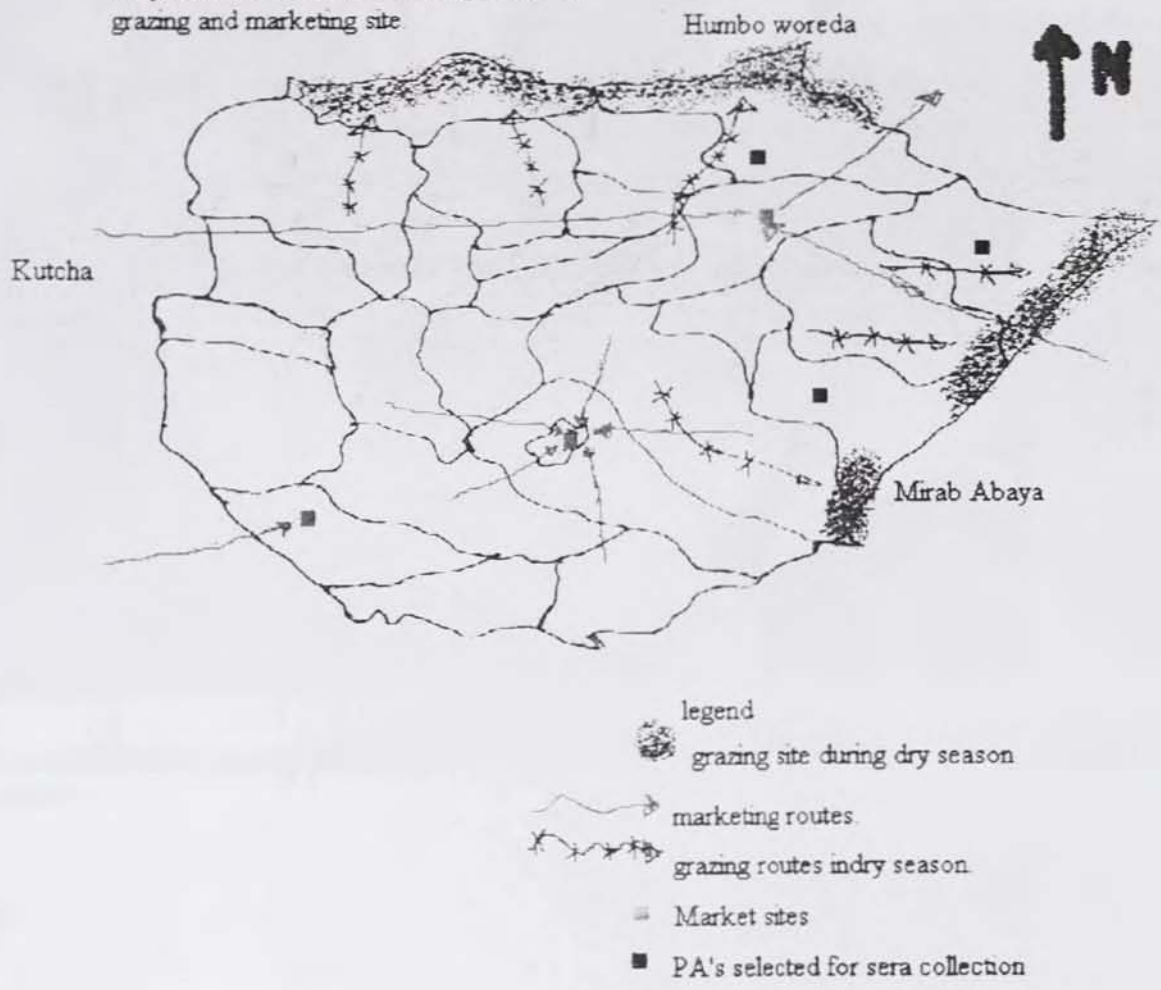 grazing and marketing site
Humbo woreda
N
Kutcha
Mirab Abaya
legend
grazing site during dry season
marketing routes.
grazing routes indry season.
Market sites
PA's selected for sera collection